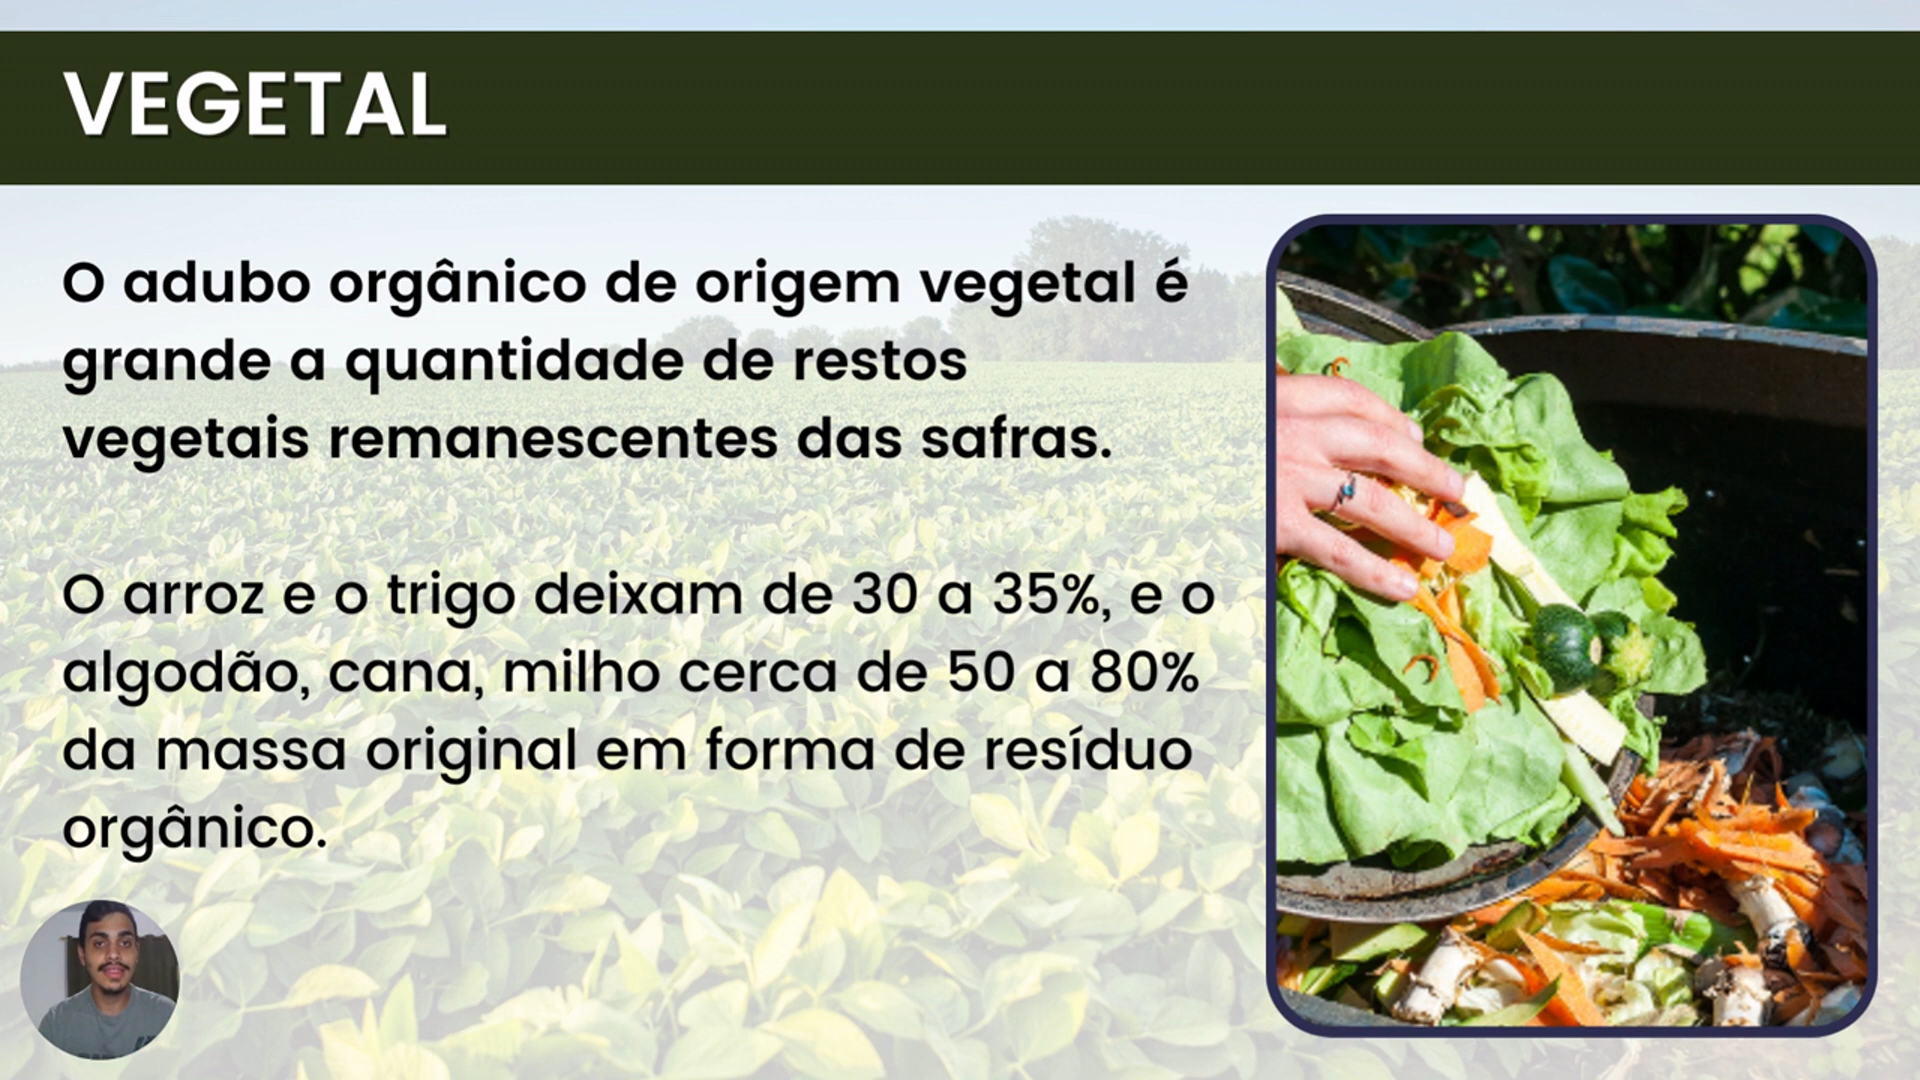 VEGETAL
O adubo orgânico de origem vegetal é
grande a quantidade de restos
vegetais remanescentes das safras.
O arroz e o trigo deixam de 30 a 35%, e o
algodão, cana, milho cerca de 50 a 80%
da massa original em forma de resíduo
orgânico.